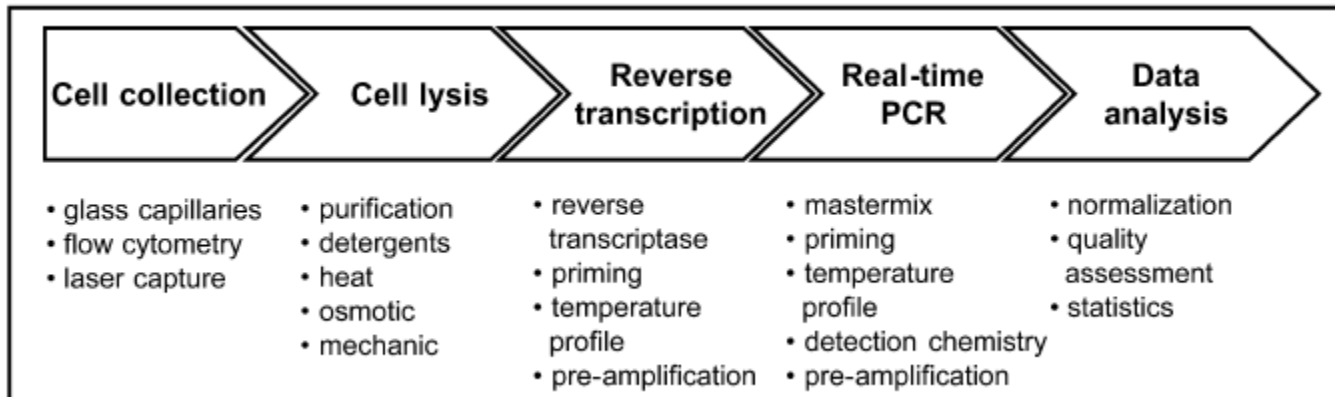 Cell collection
Cell lysis
Reverse
transcription
Real-time
PCR
Data
analysis
• glass capillaries
• flow cytometry
• laser capture
• purification
• detergents
• heat
• osmotic
• mechanic
• reverse
transcriptase
• priming
• temperature
profile
• pre-amplification
• mastermix
• priming
• temperature
profile
• detection chemistry
• pre-amplification
• normalization
• quality
assessment
• statistics